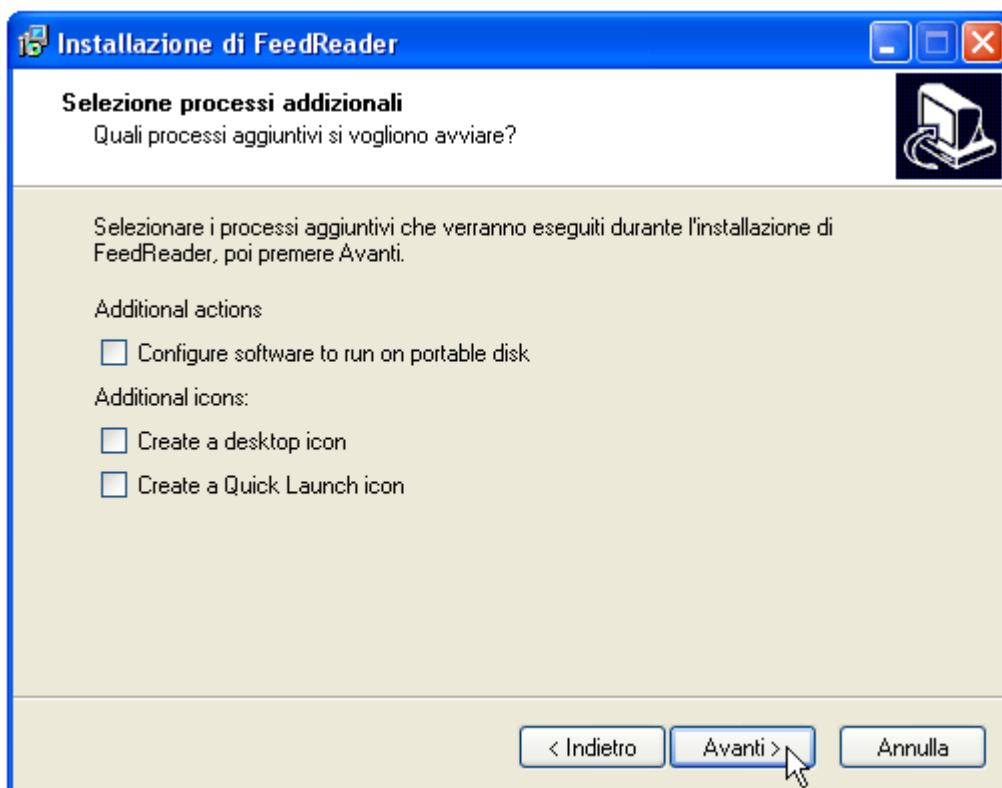 Installazione di FeedReader
Selezione processi addizionali
Quali processi aggiuntivi si vogliono avviare?
Selezionare i processi aggiuntivi che verranno eseguiti durante l'installazione di
FeedReader, poi premere Avanti.
Additional actions
Configure software to run on portable disk
Additional icons:
Create a desktop icon
Create a Quick Launch icon
< Indietro
Avanti >
Annulla